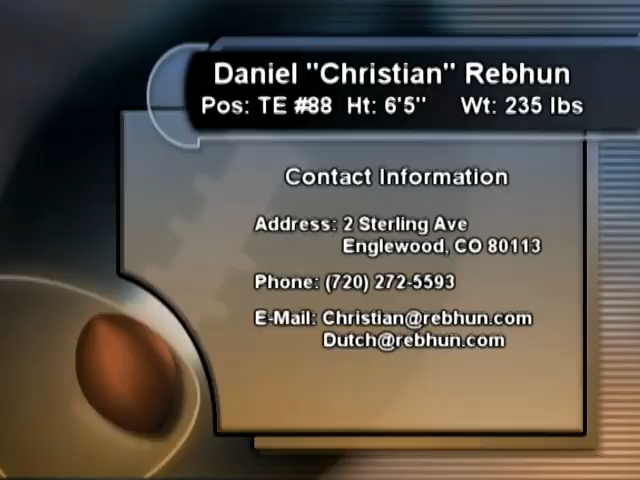 Daniel "Christian" Rebhun
Pos: TE #88 Ht: 6'5" Wt: 235 lbs
Contact Information
Address: 2 Sterling Ave
Englewood, CO 80113
Phone: (720) 272-5593
E-Mail: Christian@rebhun.com
Dutch@rebhun.com